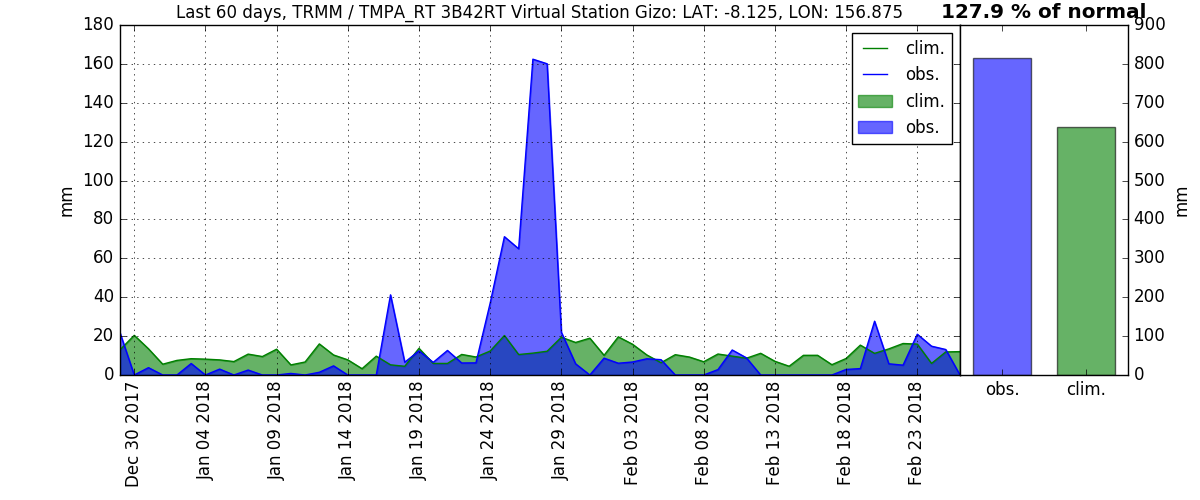 Last 60 days, TRMM / TMPA_RT 3B42RT Virtual Station Gizo: LAT: -8.125, LON: 156.875
127.9 % of normal
180
160
140
120
100
80
60
40
20
0
mm
clim.
obs.
clim.
obs.
900
800
700
600
500
400
300
200
100
0
mm
Dec 30 2017
Jan 04 2018
Jan 09 2018
Jan 14 2018
Jan 19 2018
Jan 24 2018
Jan 29 2018
Feb 03 2018
Feb 08 2018
Feb 13 2018
Feb 18 2018
Feb 23 2018
obs.
clim.